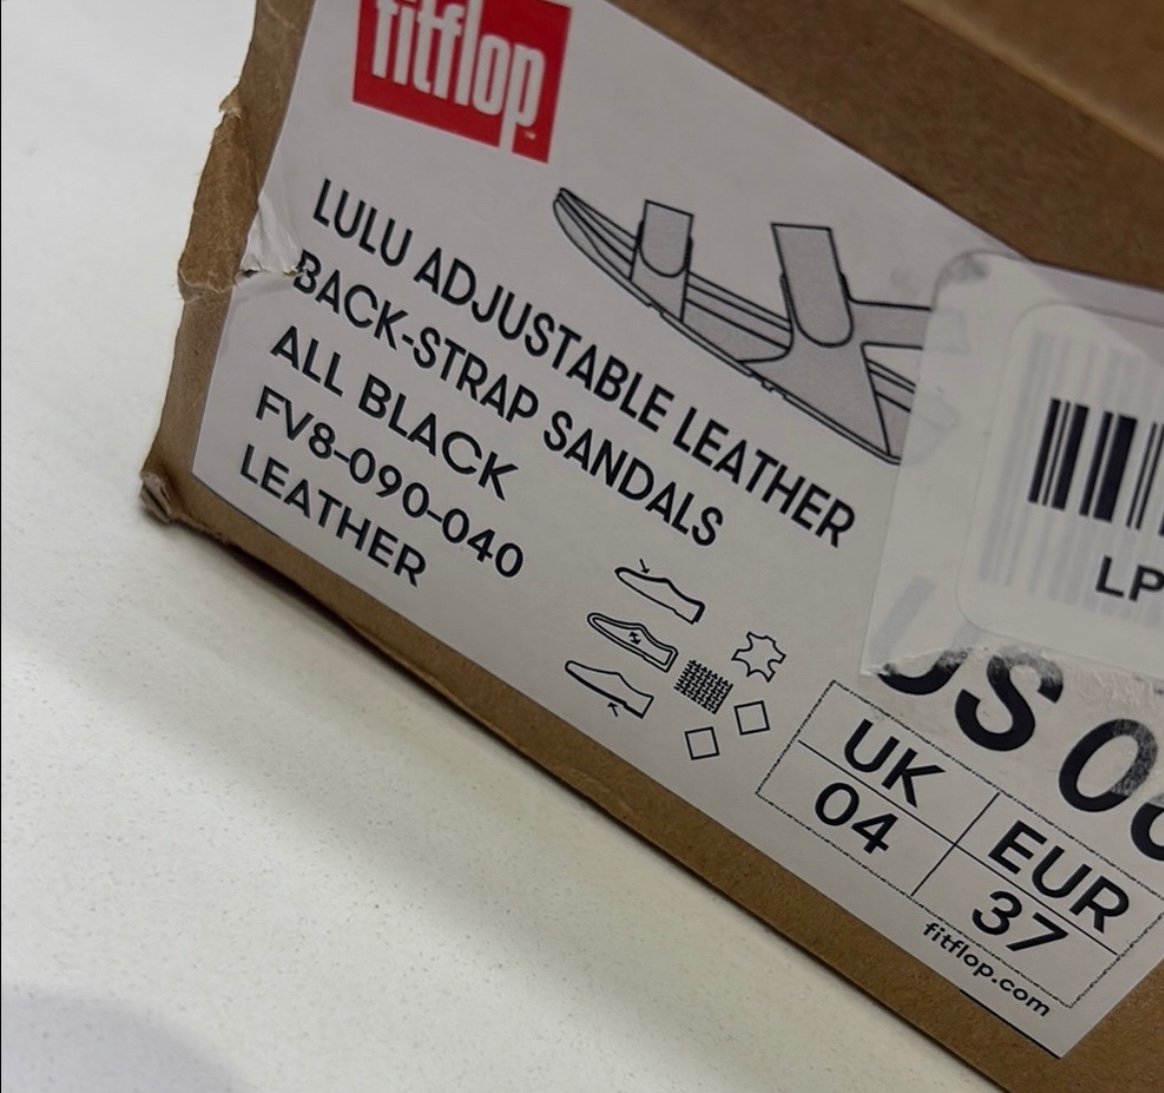 fitflop
LULU ADJUSTABLE LEATHER
BACK-STRAP SANDALS
ALL BLACK
FV8-090-040
LEATHER
LP
US
UK
04
EUR
37
fitflop.com